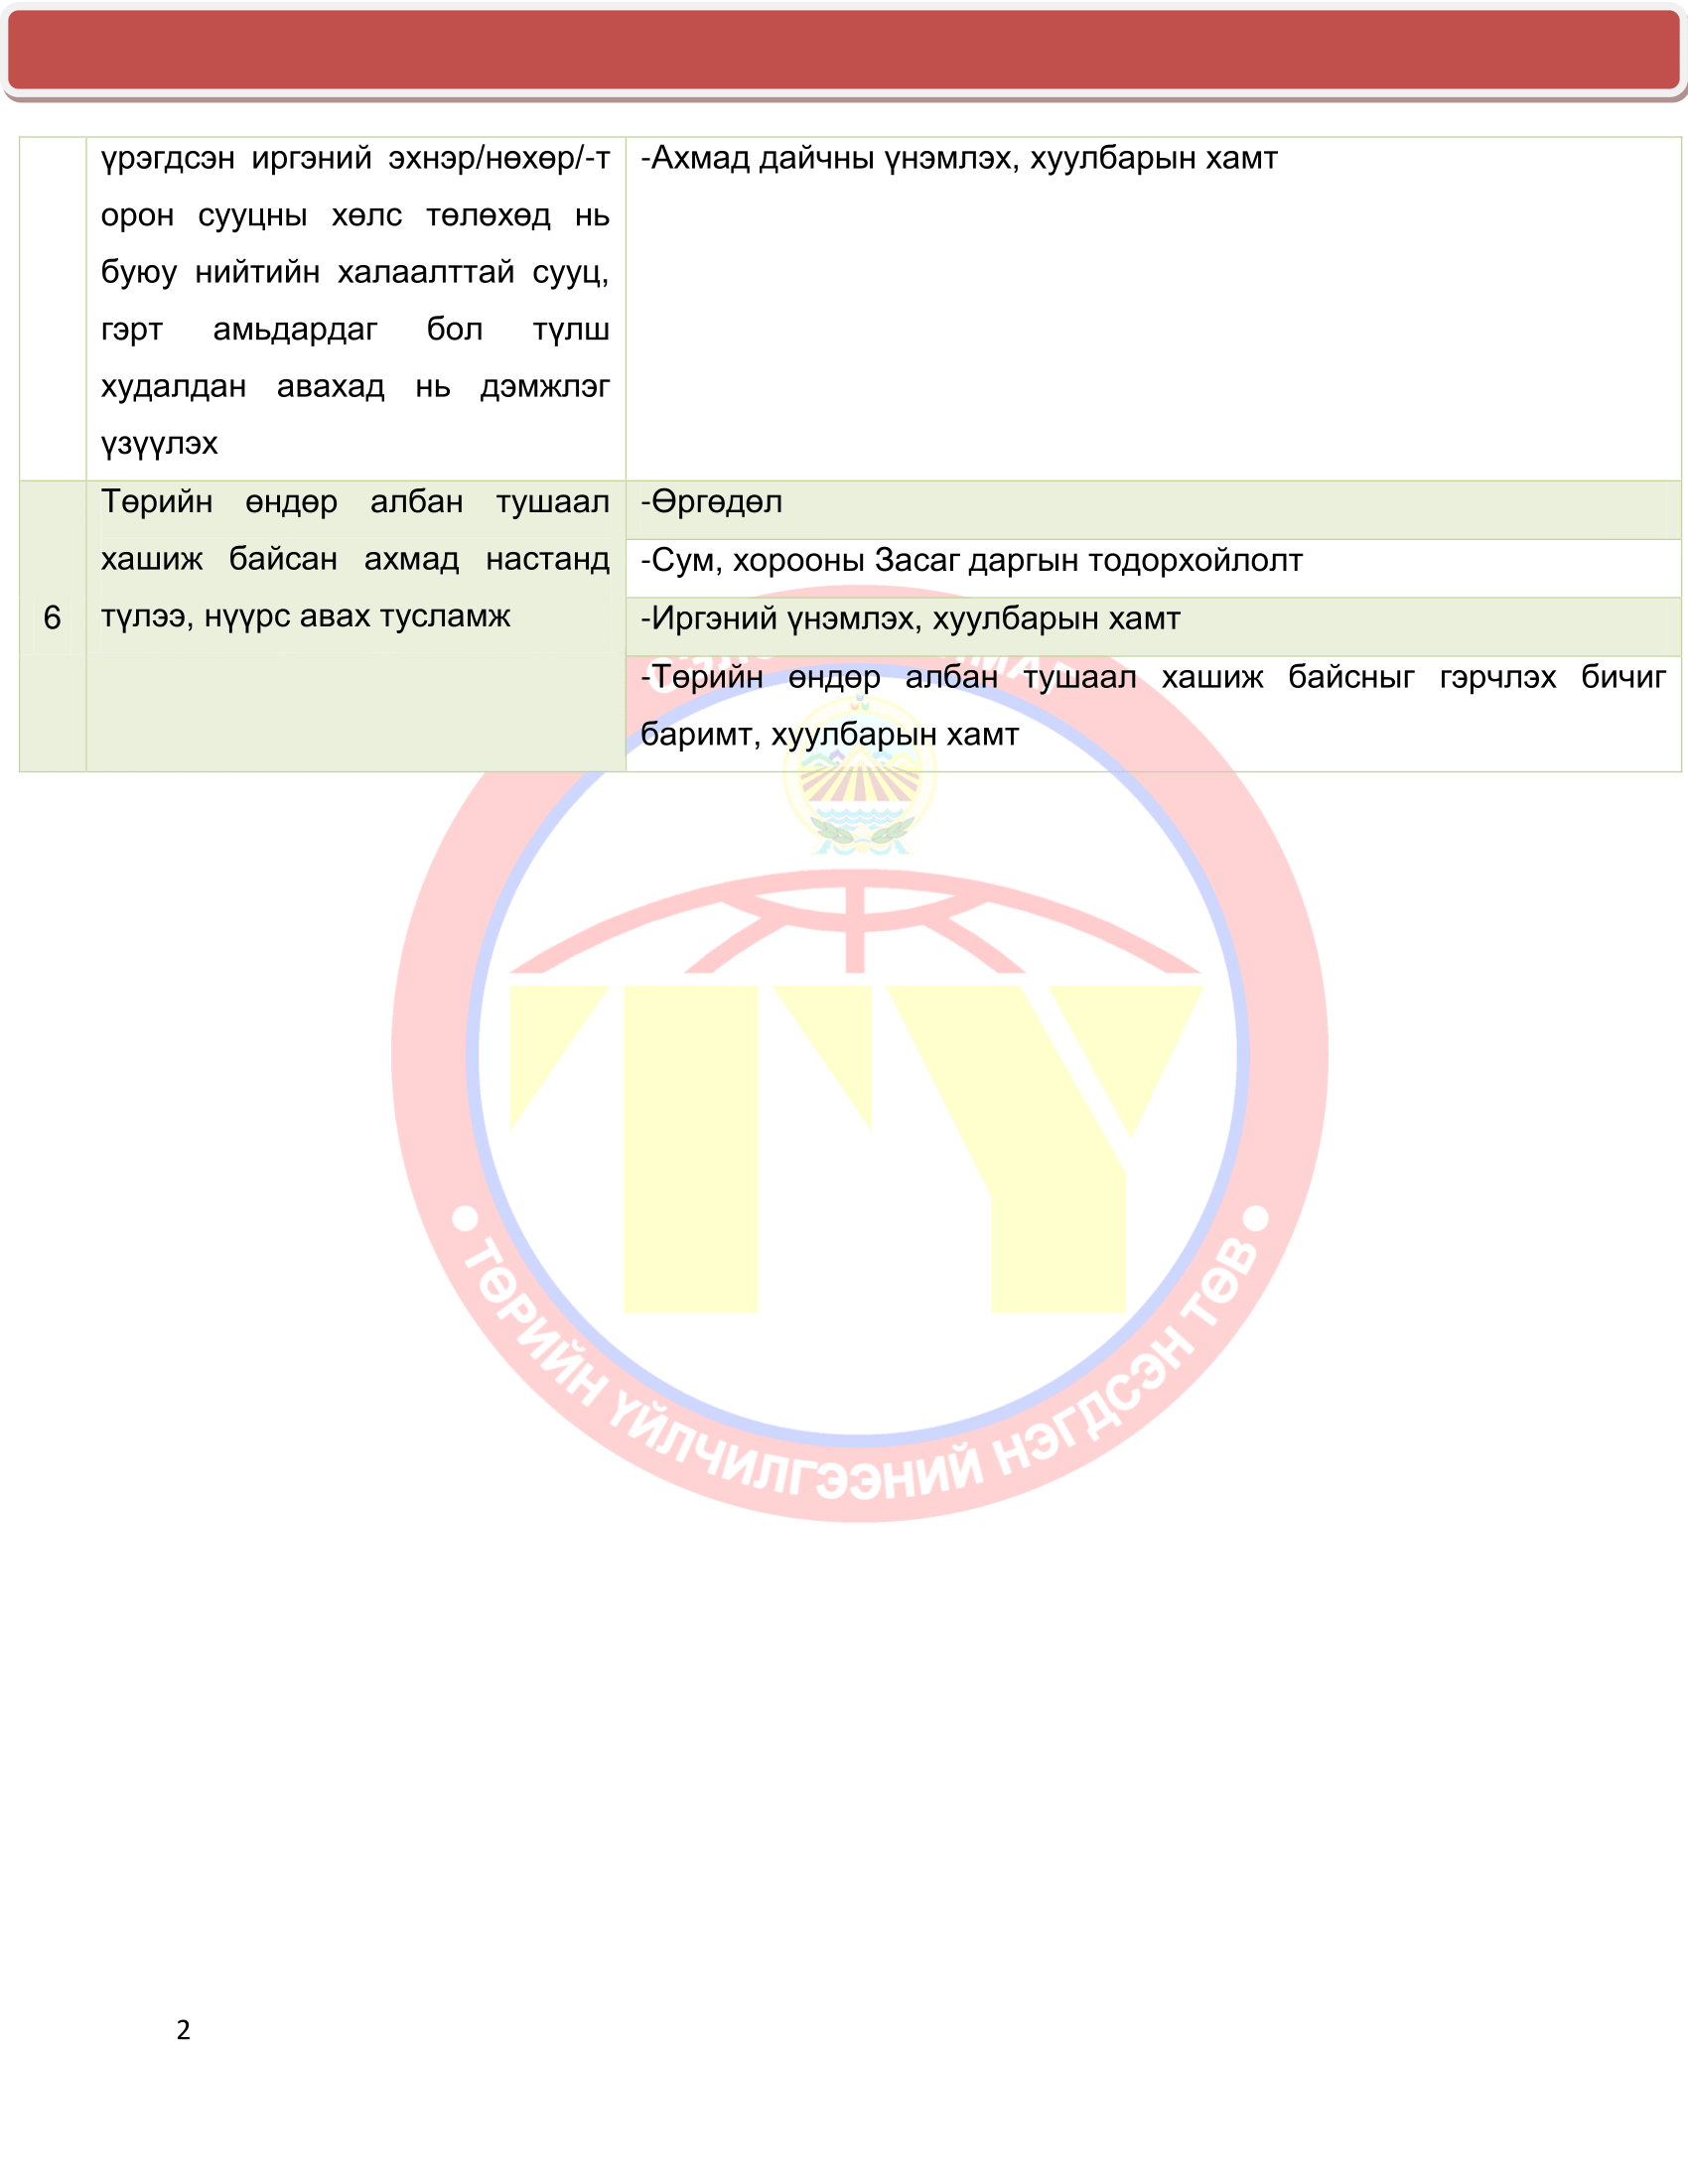 үрэгдсэн иргэний эхнэр/нөхөр/-т
орон сууцны хөлс төлөхөд нь
буюу нийтийн халаалттай сууц,
гэрт амьдардаг бол түлш
худалдан авахад нь дэмжлэг
үзүүлэх
-Ахмад дайчны үнэмлэх, хуулбарын хамт
6
Төрийн өндөр албан тушаал
хашиж байсан ахмад настанд
түлээ, нүүрс авах тусламж
-Өргөдөл
-Сум, хорооны Засаг даргын тодорхойлолт
-Иргэний үнэмлэх, хуулбарын хамт
-Төрийн өндөр албан тушаал хашиж байсныг гэрчлэх бичиг
баримт, хуулбарын хамт
ТҮ
ТӨРИЙН ҮЙЛЧИЛГЭЭНИЙ НЭГДСЭН ТӨВ
2